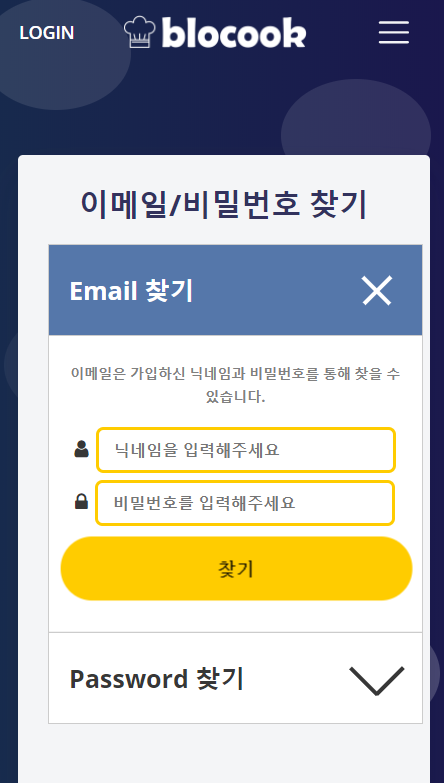 LOGIN
blocook
이메일/비밀번호 찾기
Email 찾기
이메일은 가입하신 닉네임과 비밀번호를 통해 찾을 수
있습니다.
닉네임을 입력해주세요
비밀번호를 입력해주세요
찾기
Password 찾기